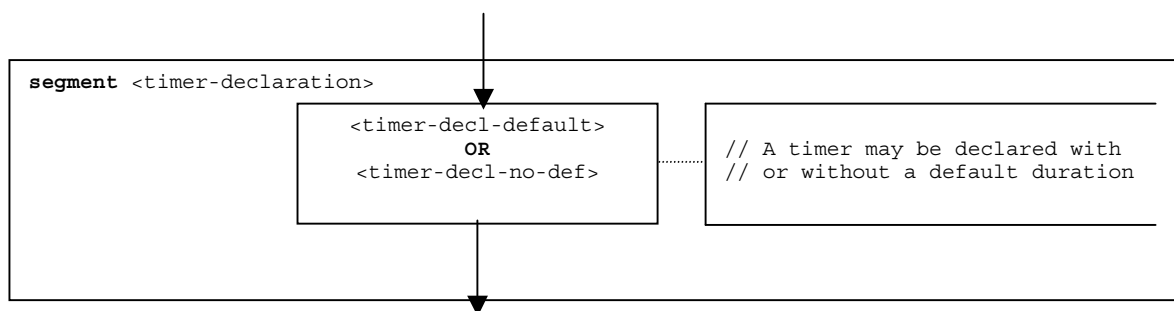 segment <timer-declaration>
<timer-decl-default>
OR
<timer-decl-no-def>
// A timer may be declared with
// or without a default duration